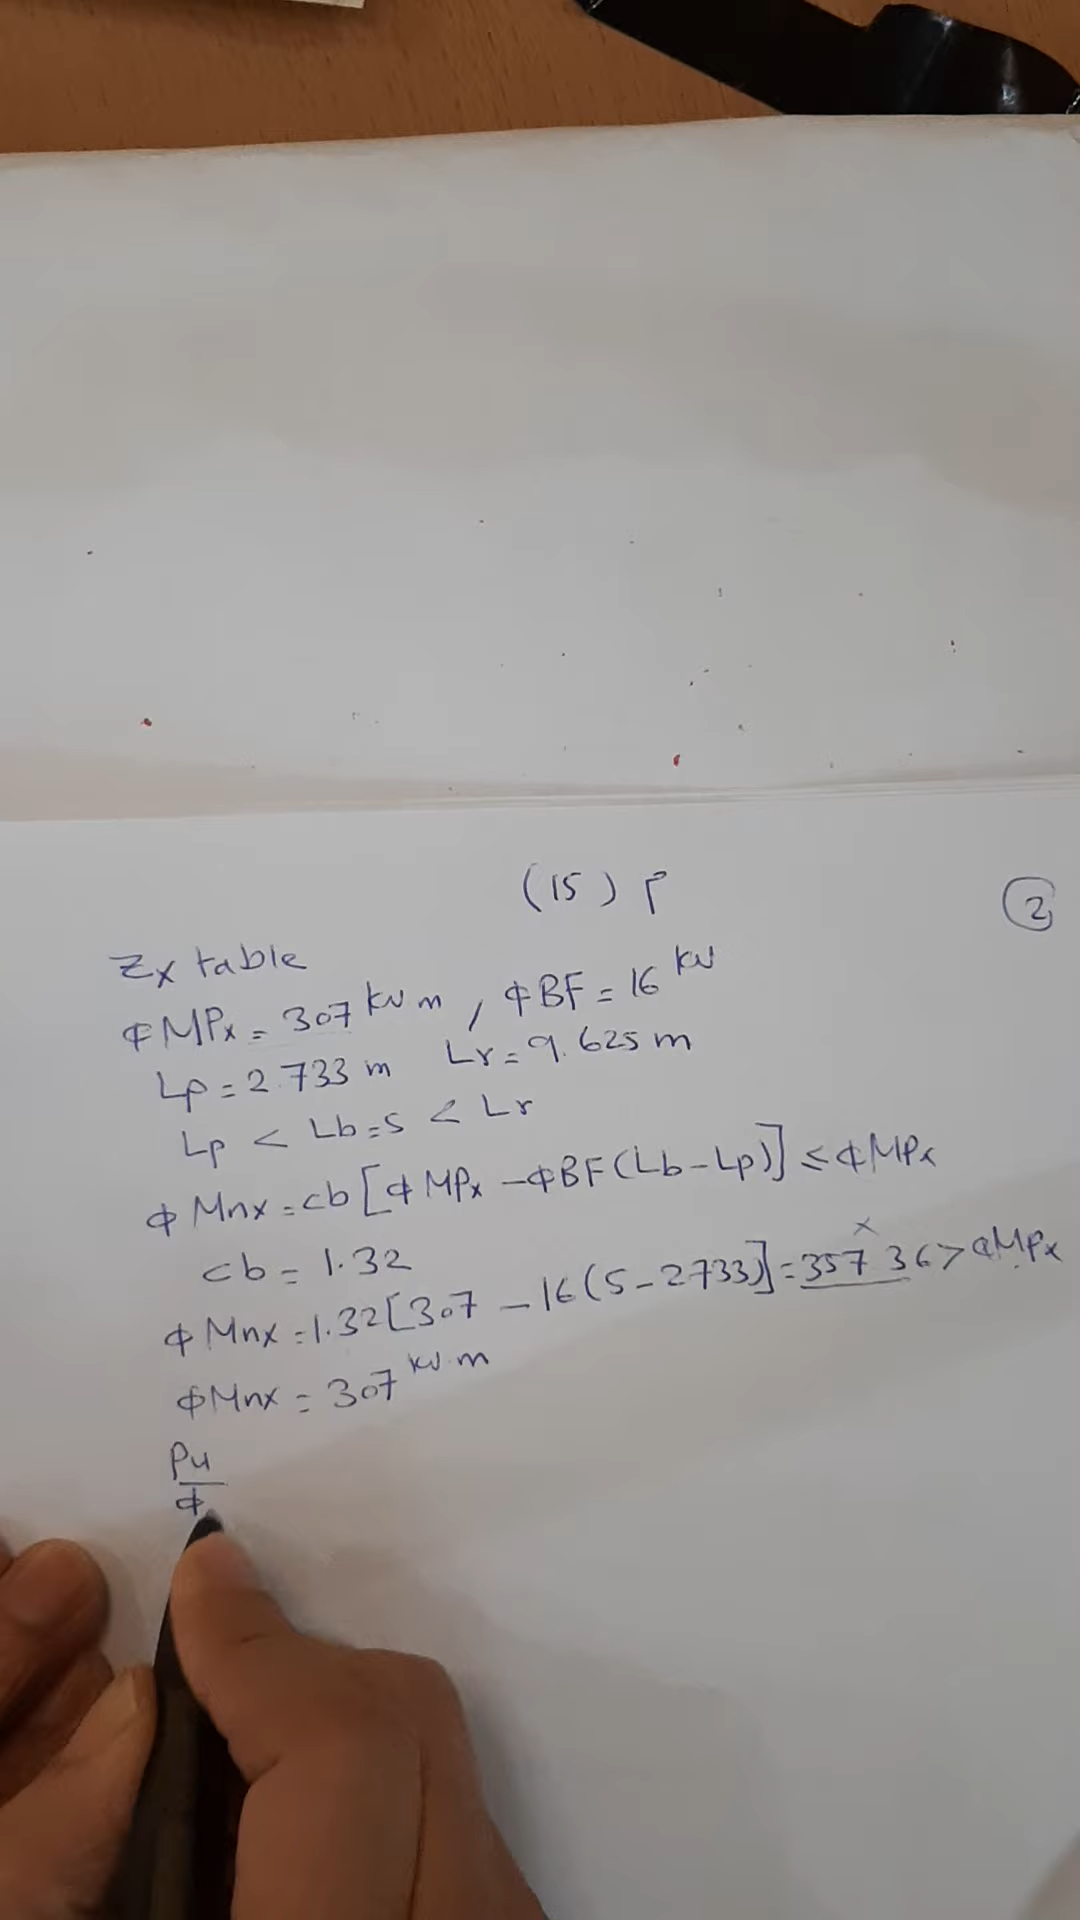 (15) P
2
Zx table
ΦMPx = 307 kN m , ΦBF = 16 kN
Lp = 2.733 m Lr = 9.625 m
Lp < Lb = 5 < Lr
ΦMnx = cb [ΦMPx - ΦBF (Lb - Lp)] ≤ ΦMPx
cb = 1.32
ΦMnx = 1.32 [307 - 16 (5 - 2733)] = 357 36 > ΦMPx
x
ΦMnx = 307 kN.m
Pu
Φ